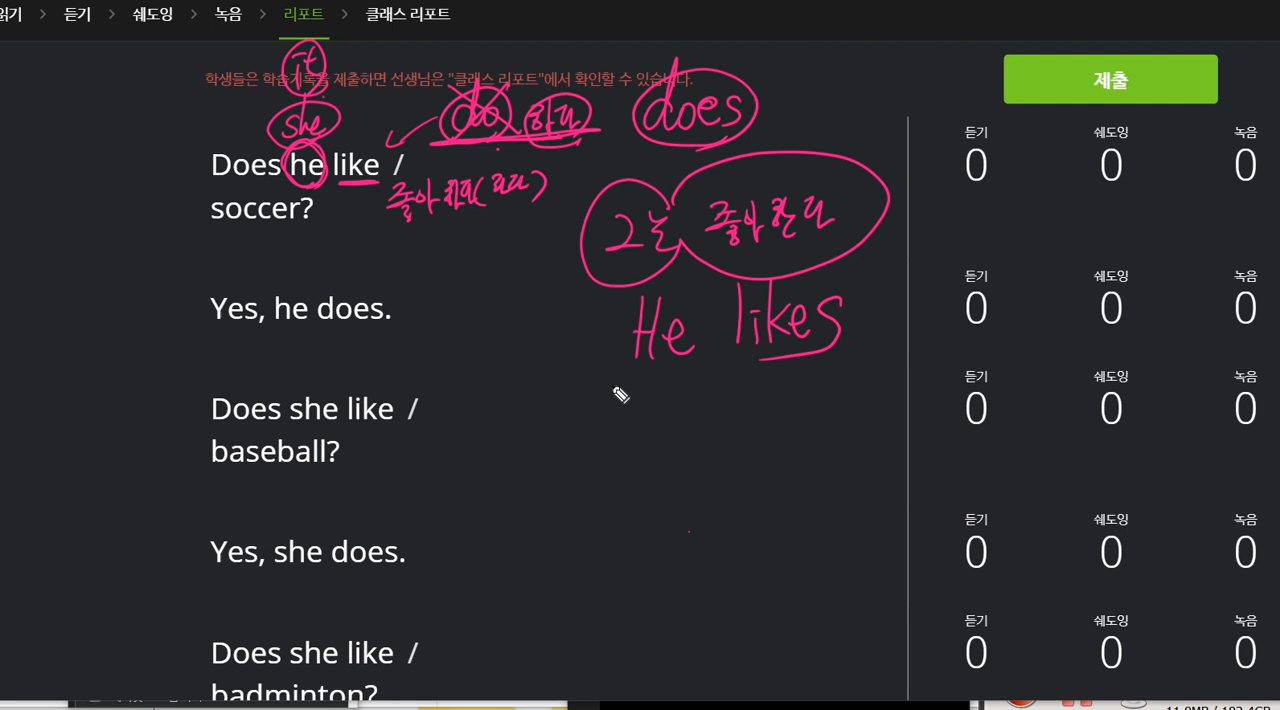 읽기 > 듣기 > 쉐도잉 > 녹음 > 리포트 > 클래스 리포트
it
학생들은 학습기록을 제출하면 선생님은 "클래스 리포트"에서 확인할 수 있습니다.
제출
she do 하다 does
듣기 쉐도잉 녹음
Does he like /
0 0 0
soccer?
좋아
그는 좋아한다
듣기 쉐도잉 녹음
Yes, he does.
0 0 0
He likes
듣기 쉐도잉 녹음
Does she like /
0 0 0
baseball?
듣기 쉐도잉 녹음
Yes, she does.
0 0 0
듣기 쉐도잉 녹음
Does she like /
0 0 0
badminton?